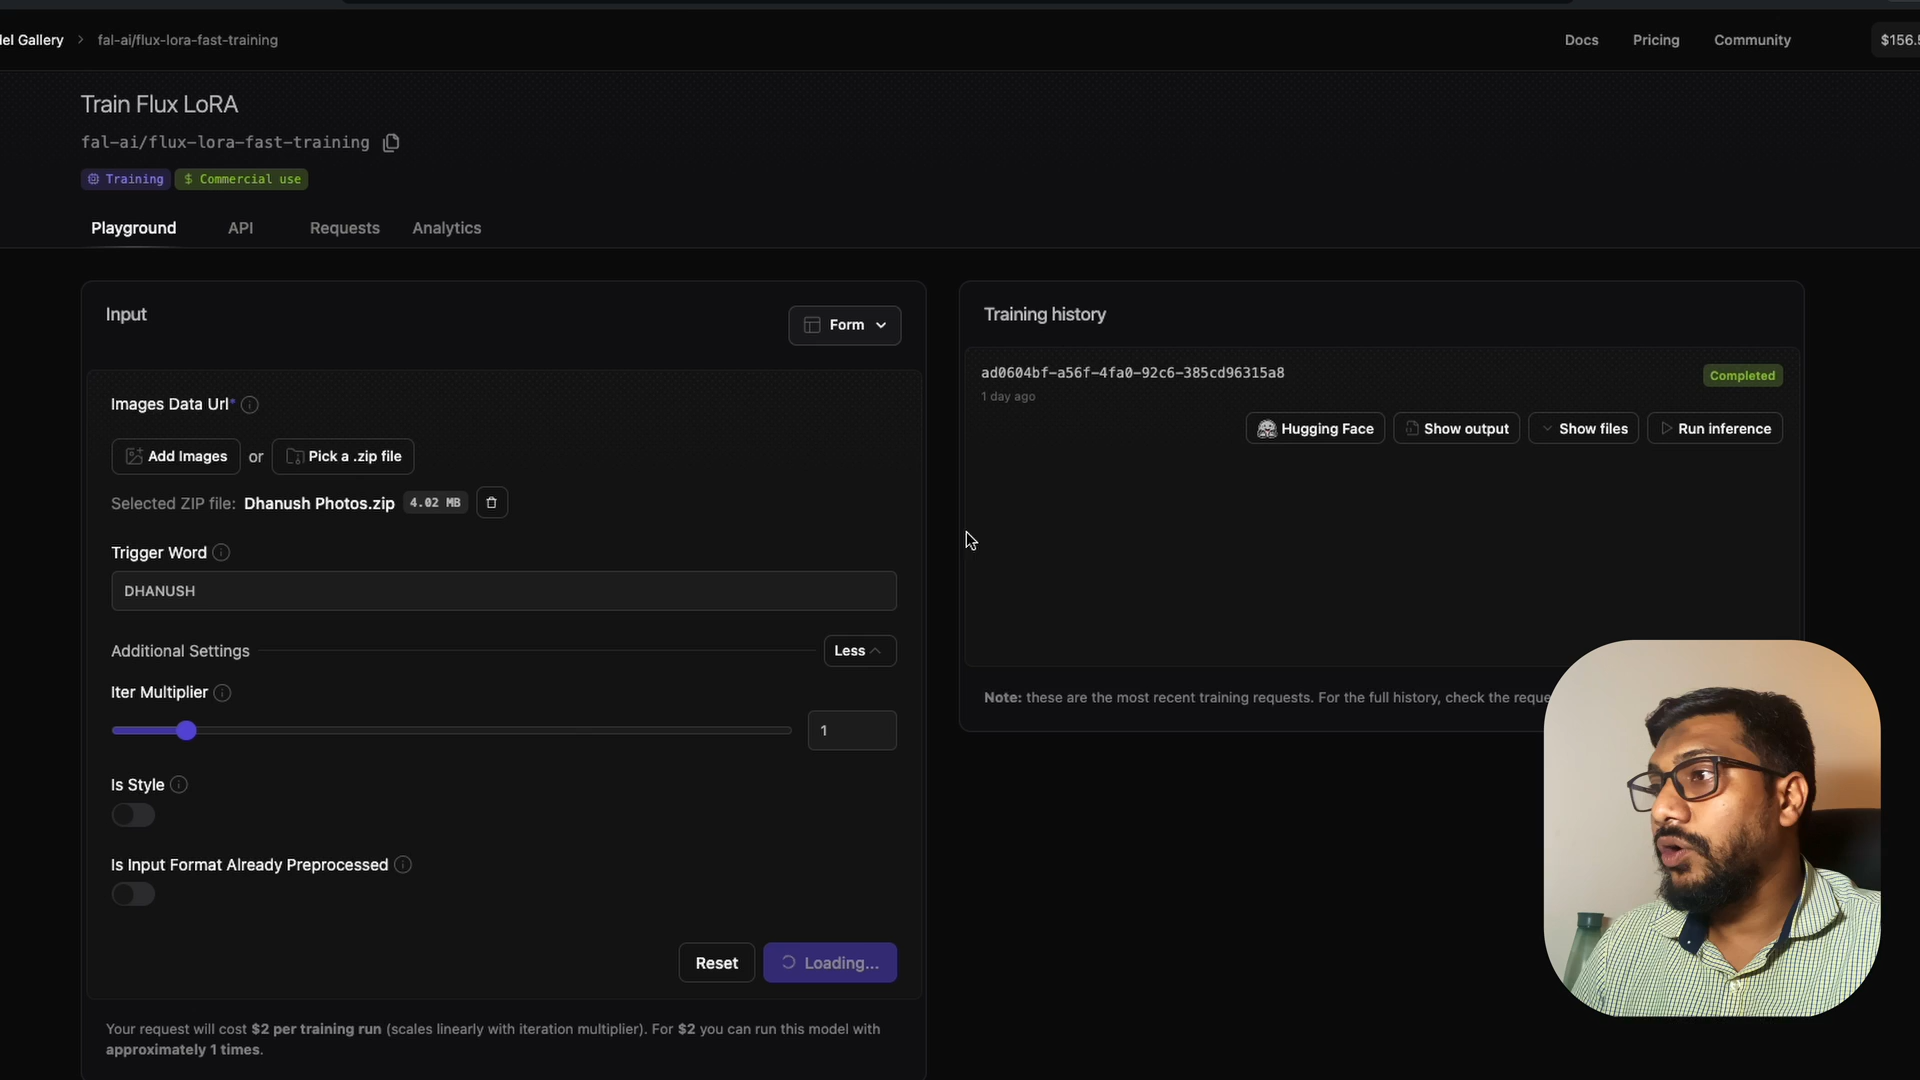 del Gallery > fal-ai/flux-lora-fast-training
Docs
Pricing
Community
$156.5
Train Flux LoRA
fal-ai/flux-lora-fast-training
Training
$ Commercial use
Playground
API
Requests
Analytics
Input
Form
Images Data Url*
Add Images or Pick a .zip file
Selected ZIP file: Dhanush Photos.zip 4.02 MB
Trigger Word
DHANUSH
Additional Settings
Less
Iter Multiplier
1
Is Style
Is Input Format Already Preprocessed
Reset
Loading...
Your request will cost $2 per training run (scales linearly with iteration multiplier). For $2 you can run this model with
approximately 1 times.
Training history
ad0604bf-a56f-4fa0-92c6-385cd96315a8
Completed
1 day ago
Hugging Face
Show output
Show files
Run inference
Note: these are the most recent training requests. For the full history, check the reque